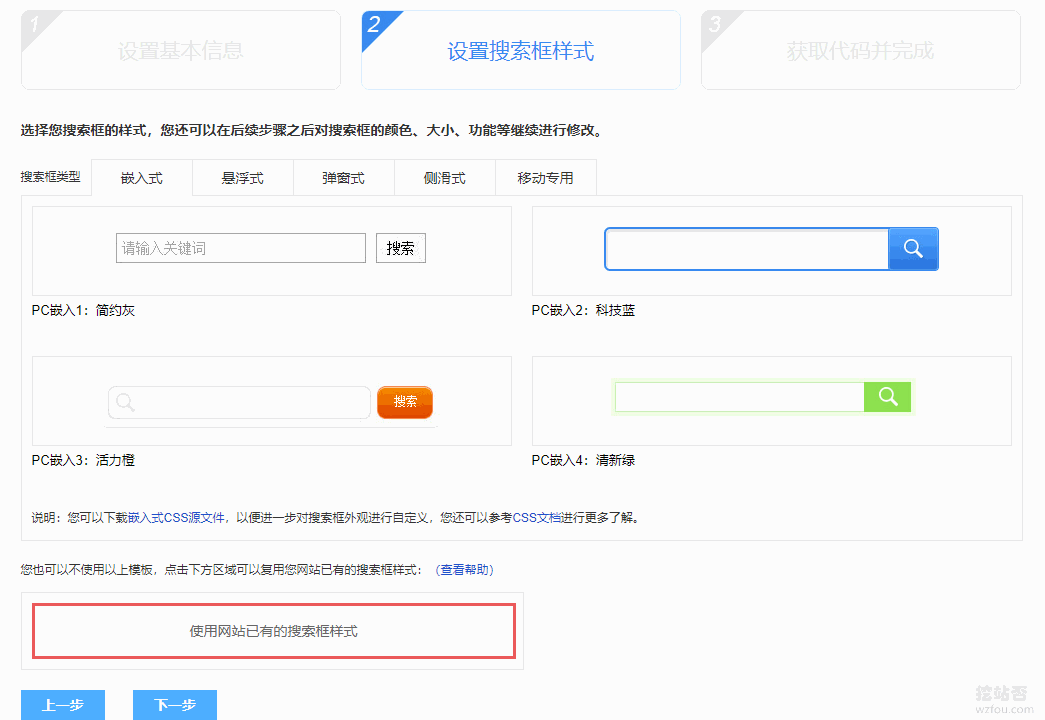 1
设置基本信息
2
设置搜索框样式
3
获取代码并完成
选择您搜索框的样式，您还可以在后续步骤之后对搜索框的颜色、大小、功能等继续进行修改。
搜索框类型 嵌入式 悬浮式 弹窗式 侧滑式 移动专用
请输入关键词 搜索
PC嵌入1：简约灰 PC嵌入2：科技蓝
搜索
PC嵌入3：活力橙 PC嵌入4：清新绿
说明：您可以下载嵌入式CSS源文件，以便进一步对搜索框外观进行自定义，您还可以参考CSS文档进行更多了解。
您也可以不使用以上模板，点击下方区域可以复用您网站已有的搜索框样式：（查看帮助）
使用网站已有的搜索框样式
上一步 下一步
挖站否
wzfou.com